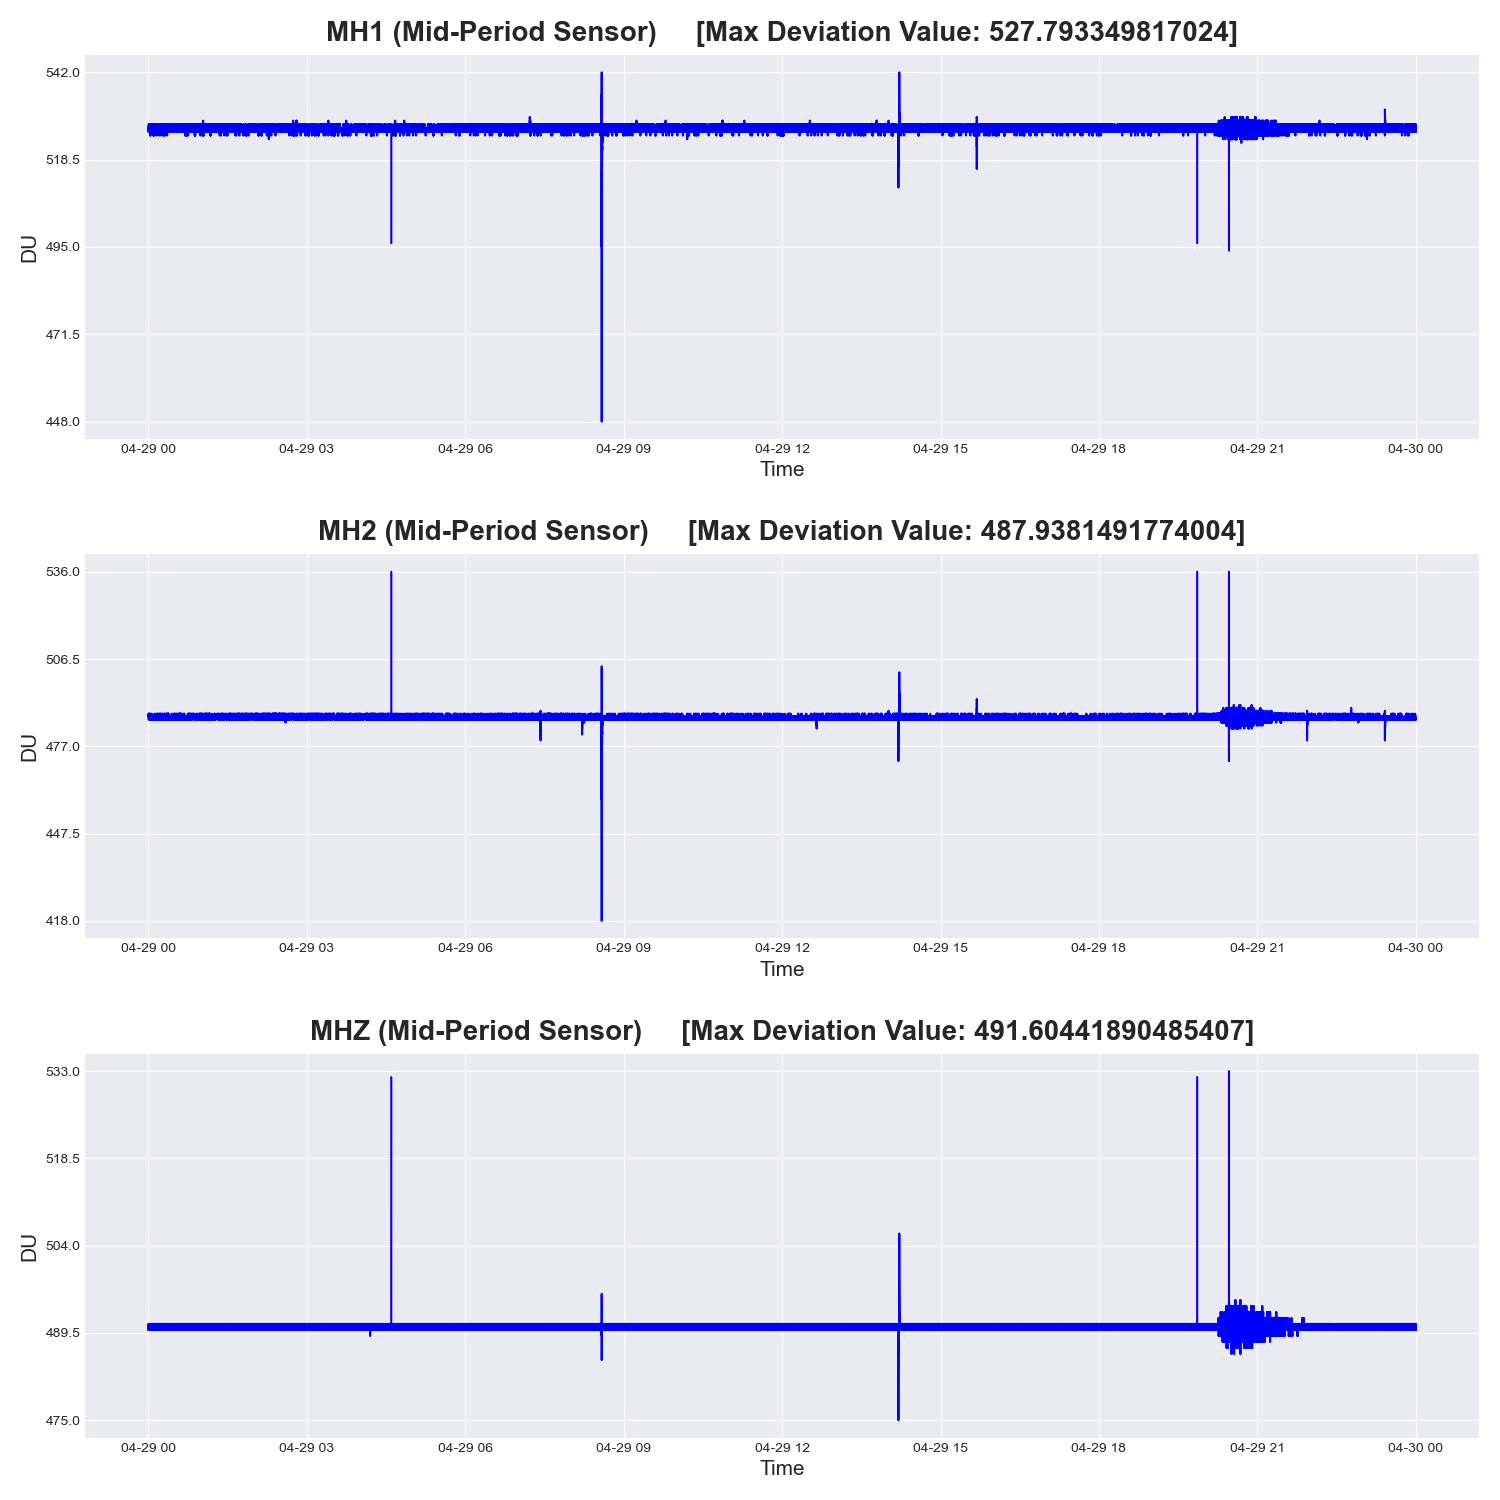 MH1 (Mid-Period Sensor) [Max Deviation Value: 527.793349817024]
542.0
518.5
495.0
471.5
448.0
DU
04-29 00 04-29 03 04-29 06 04-29 09 04-29 12 04-29 15 04-29 18 04-29 21 04-30 00
Time
MH2 (Mid-Period Sensor) [Max Deviation Value: 487.9381491774004]
536.0
506.5
477.0
447.5
418.0
DU
04-29 00 04-29 03 04-29 06 04-29 09 04-29 12 04-29 15 04-29 18 04-29 21 04-30 00
Time
MHZ (Mid-Period Sensor) [Max Deviation Value: 491.60441890485407]
533.0
518.5
504.0
489.5
475.0
DU
04-29 00 04-29 03 04-29 06 04-29 09 04-29 12 04-29 15 04-29 18 04-29 21 04-30 00
Time